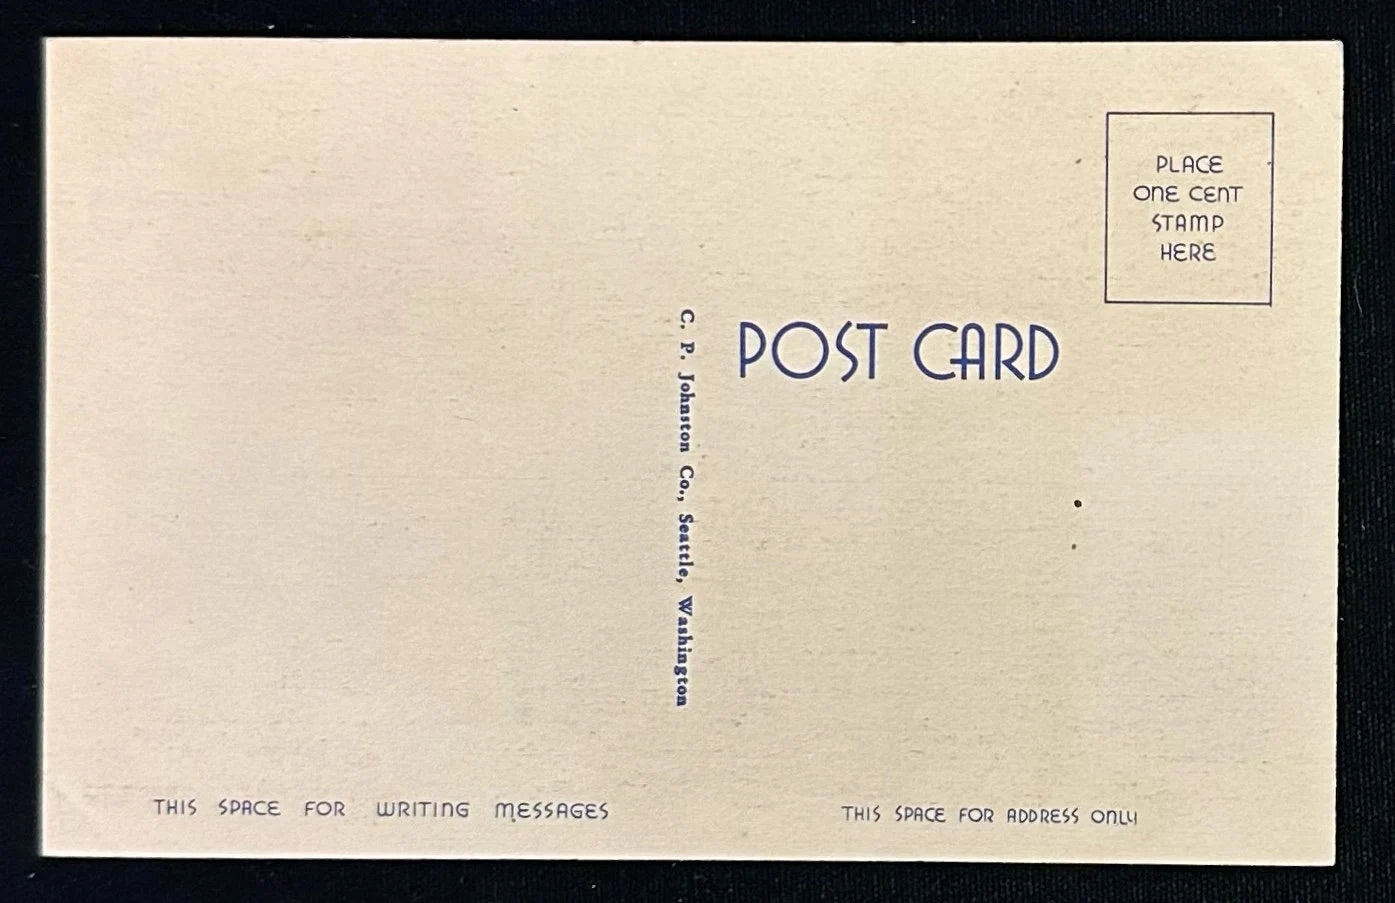 PLACE
ONE CENT
STAMP
HERE
POST CARD
C. P. Johnston Co., Seattle, Washington
THIS SPACE FOR WRITING MESSAGES
THIS SPACE FOR ADDRESS ONLY